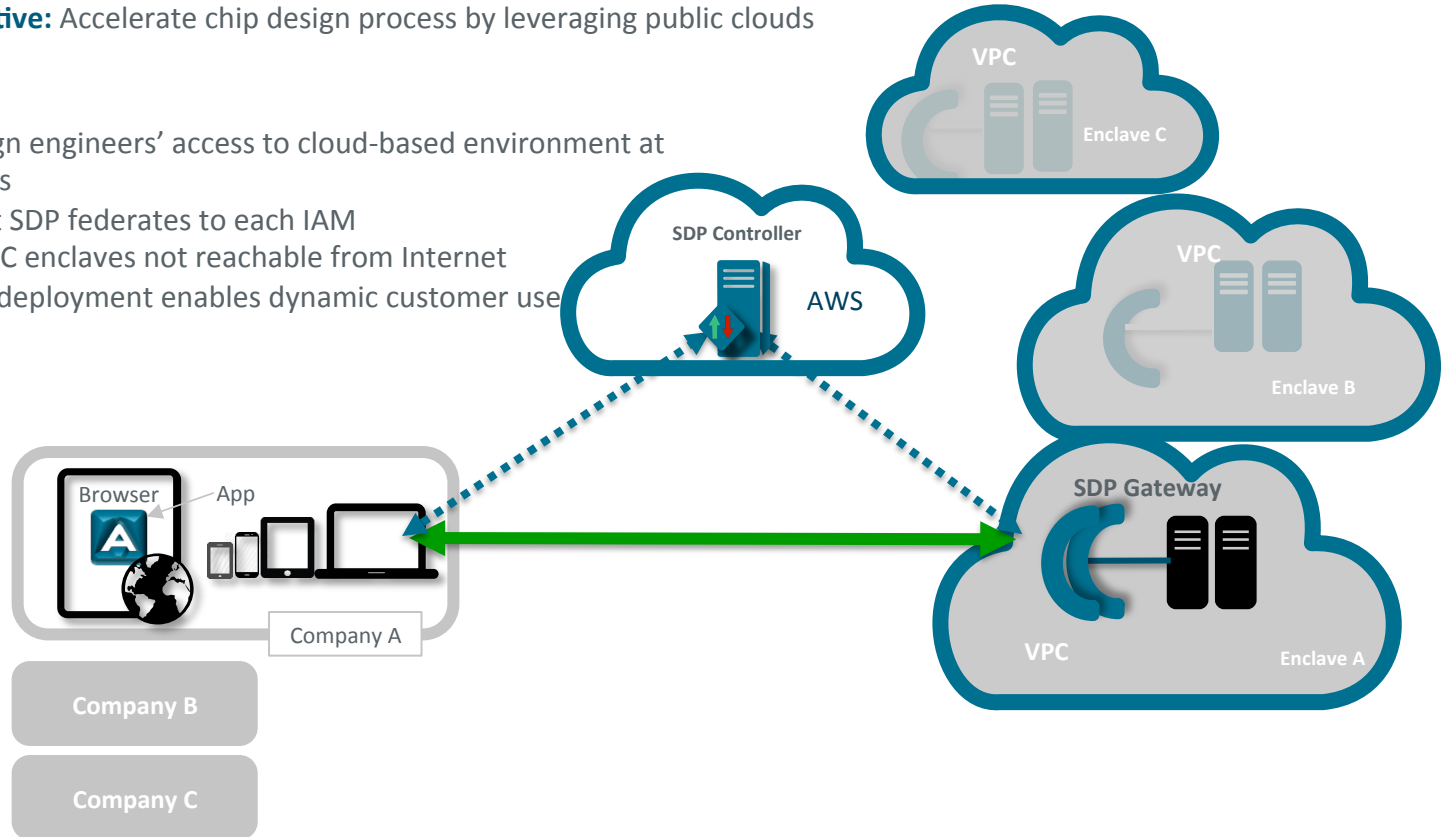 tive: Accelerate chip design process by leveraging public clouds
gn engineers’ access to cloud-based environment at
s
t SDP federates to each IAM
C enclaves not reachable from Internet
deployment enables dynamic customer use
VPC
Enclave C
SDP Controller
AWS
VPC
Enclave B
Browser
App
A
Company A
SDP Gateway
VPC
Enclave A
Company B
Company C